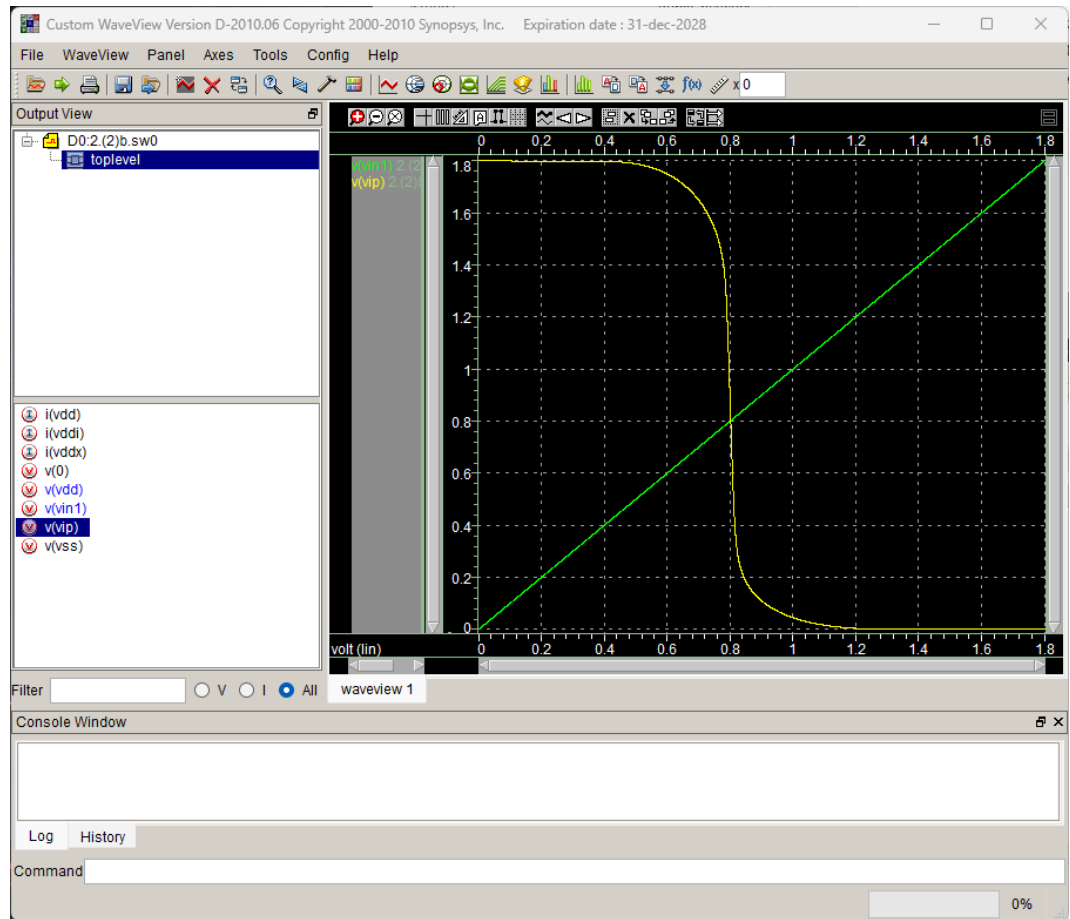 Custom WaveView Version D-2010.06 Copyright 2000-2010 Synopsys, Inc. Expiration date : 31-dec-2028
File WaveView Panel Axes Tools Config Help
f(x) x 0
Output View
D0:2.(2)b.sw0
toplevel
0 0.2 0.4 0.6 0.8 1 1.2 1.4 1.6 1.8
v(vin1) 2.(2)
v(vip) 2.(2)
1.8
1.6
1.4
1.2
1
0.8
0.6
0.4
0.2
0
i(vdd)
i(vddi)
i(vddx)
v(0)
v(vdd)
v(vin1)
v(vip)
v(vss)
volt (lin) 0 0.2 0.4 0.6 0.8 1 1.2 1.4 1.6 1.8
Filter V I All waveview 1
Console Window
Log History
Command
0%